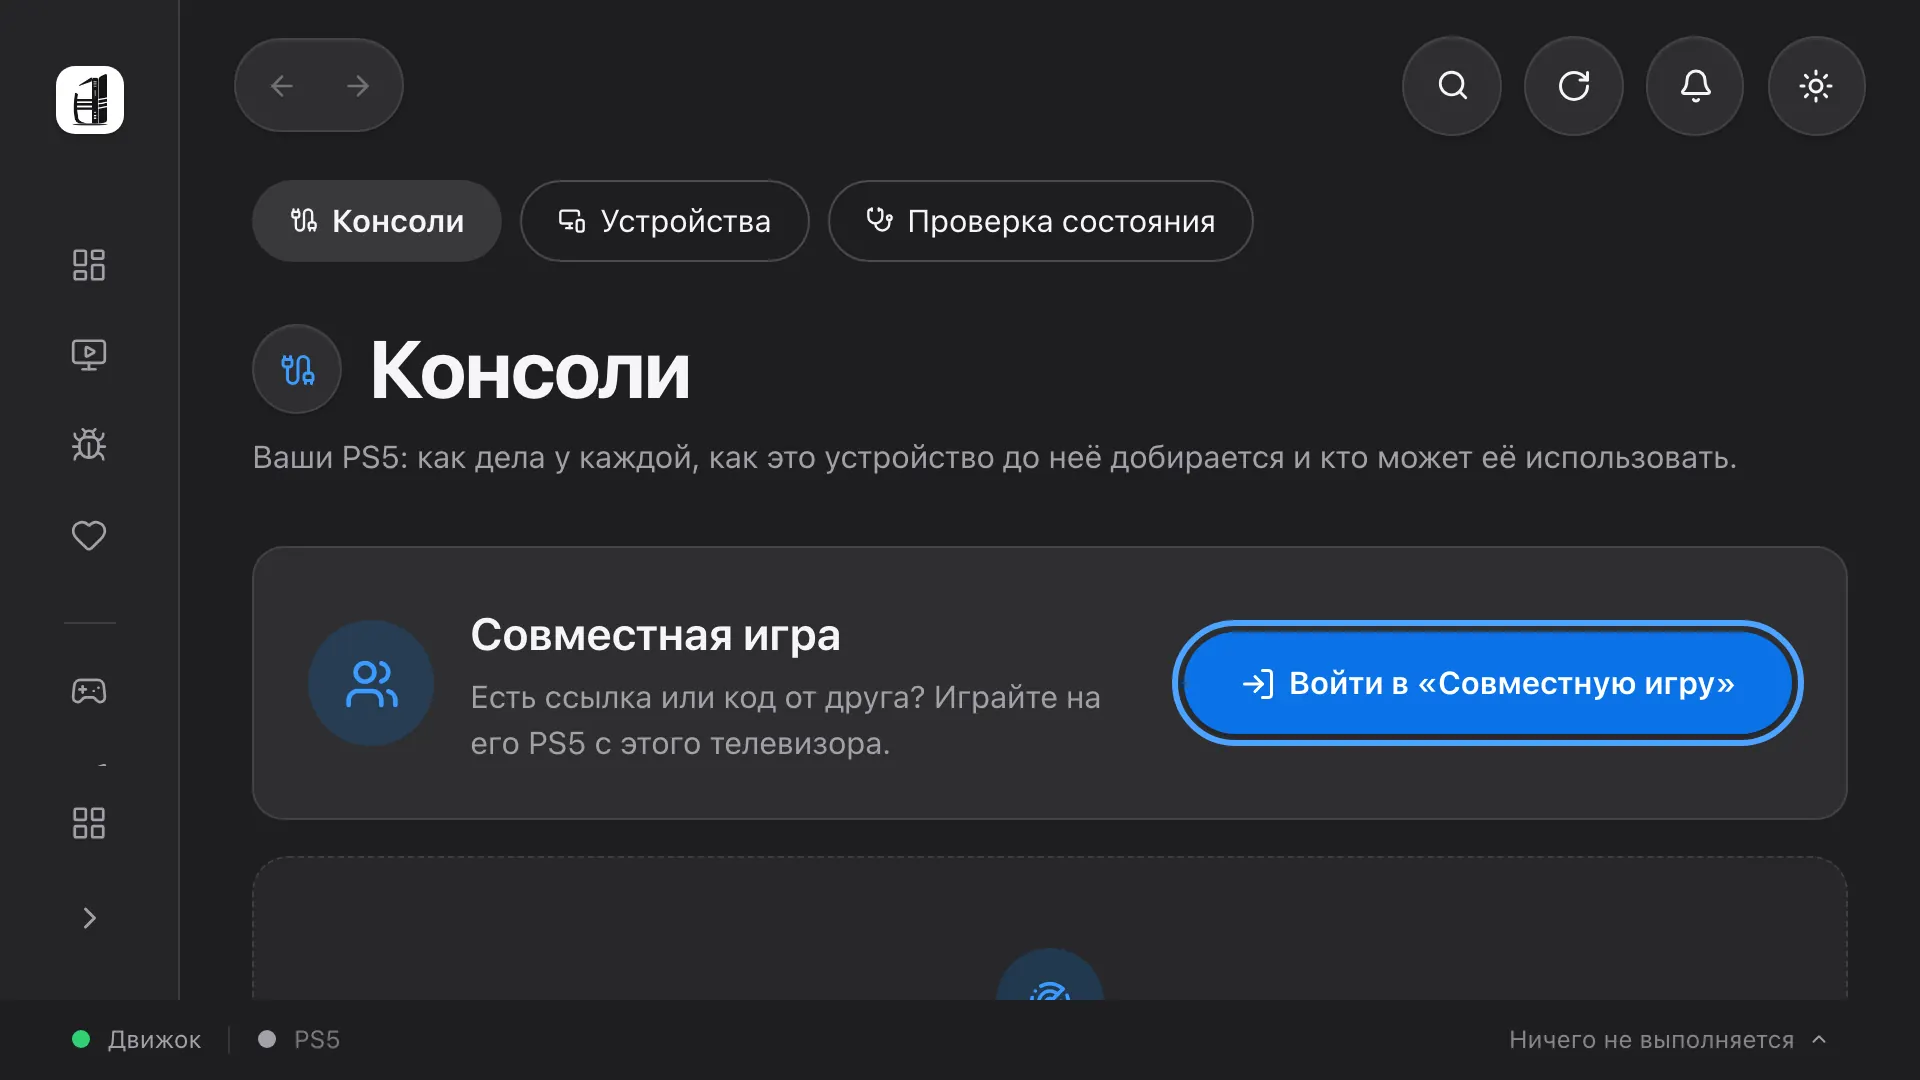 Консоли
Устройства
Проверка состояния
Консоли
Ваши PS5: как дела у каждой, как это устройство до неё добирается и кто может её использовать.
Совместная игра
Есть ссылка или код от друга? Играйте на
его PS5 с этого телевизора.
Войти в «Совместную игру»
Движок
PS5
Ничего не выполняется